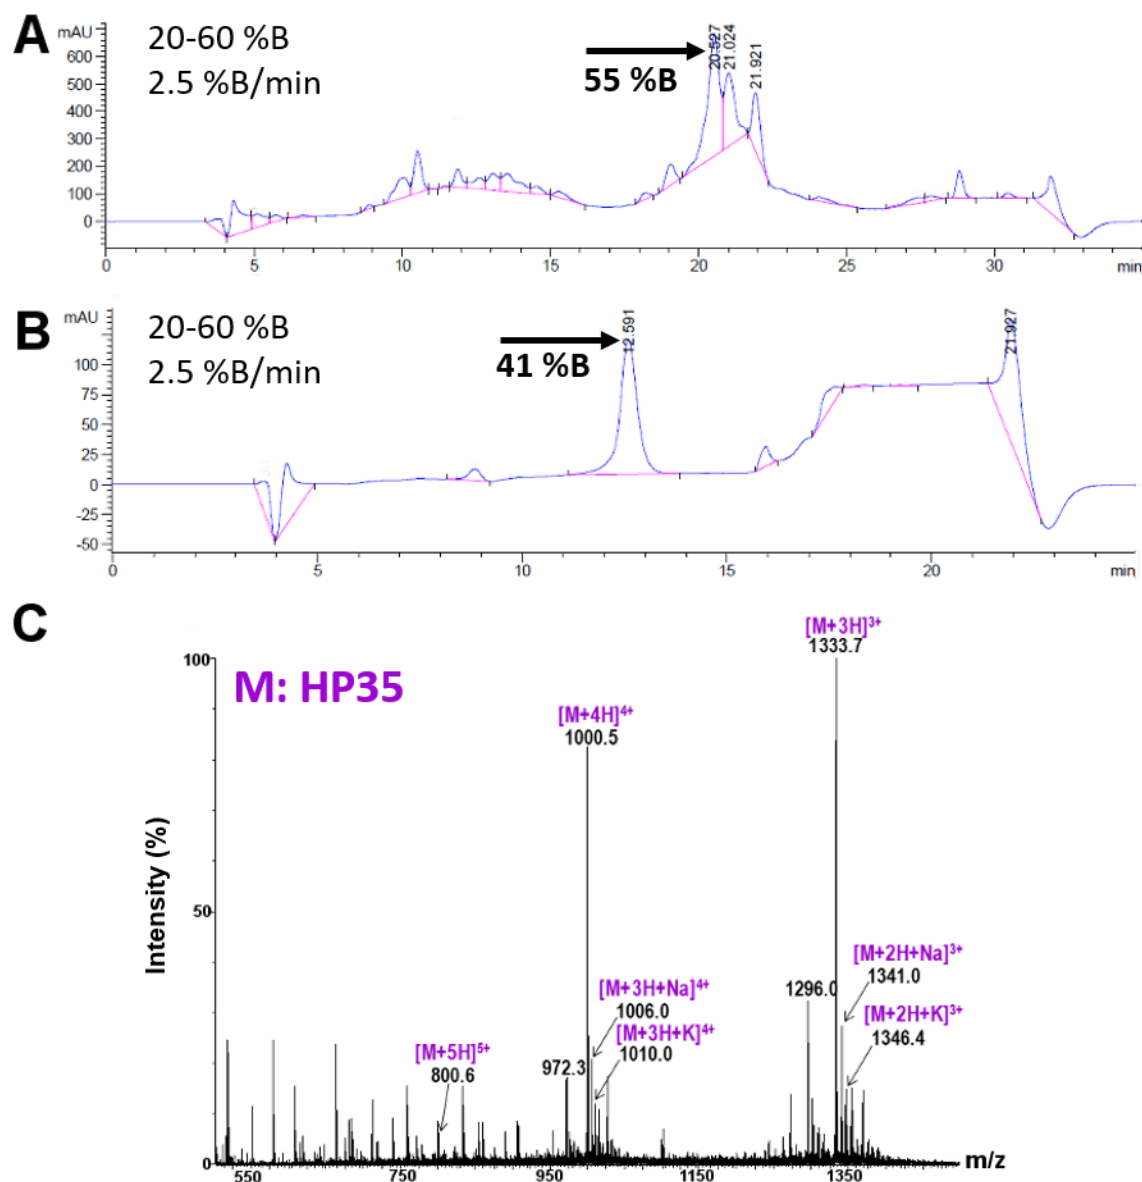 A
mAU
20-60 %B
2.5 %B/min
55 %B
20.527
21.024
21.921
600
500
400
300
200
100
0
0 5 10 15 20 25 30 min
B
mAU
20-60 %B
2.5 %B/min
41 %B
12.591
21.927
100
75
50
25
0
-25
-50
0 5 10 15 20 min
C
M: HP35
[M+3H]3+
1333.7
100
[M+4H]4+
1000.5
Intensity (%)
50
[M+2H+Na]3+
1341.0
[M+3H+Na]4+
1006.0
1296.0
[M+2H+K]3+
1346.4
[M+3H+K]4+
1010.0
[M+5H]5+
800.6
972.3
0
550 750 950 1150 1350 m/z